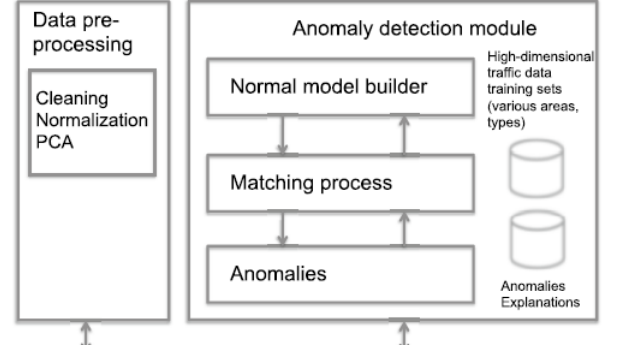 Data pre-
processing
Cleaning
Normalization
PCA
Anomaly detection module
Normal model builder
Matching process
Anomalies
High-dimensional
traffic data
training sets
(various areas,
types)
Anomalies
Explanations